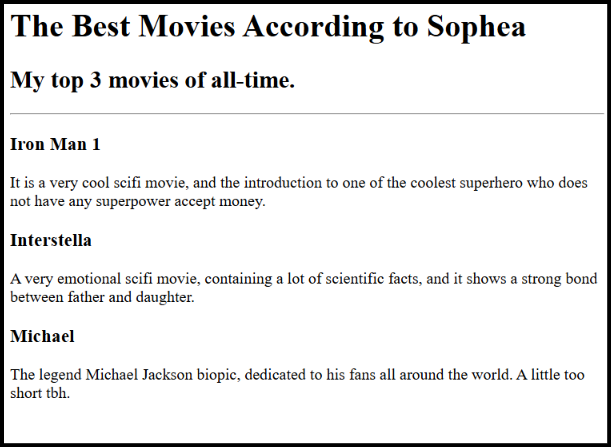 The Best Movies According to Sophea
My top 3 movies of all-time.
Iron Man 1
It is a very cool scifi movie, and the introduction to one of the coolest superhero who does
not have any superpower accept money.
Interstella
A very emotional scifi movie, containing a lot of scientific facts, and it shows a strong bond
between father and daughter.
Michael
The legend Michael Jackson biopic, dedicated to his fans all around the world. A little too
short tbh.